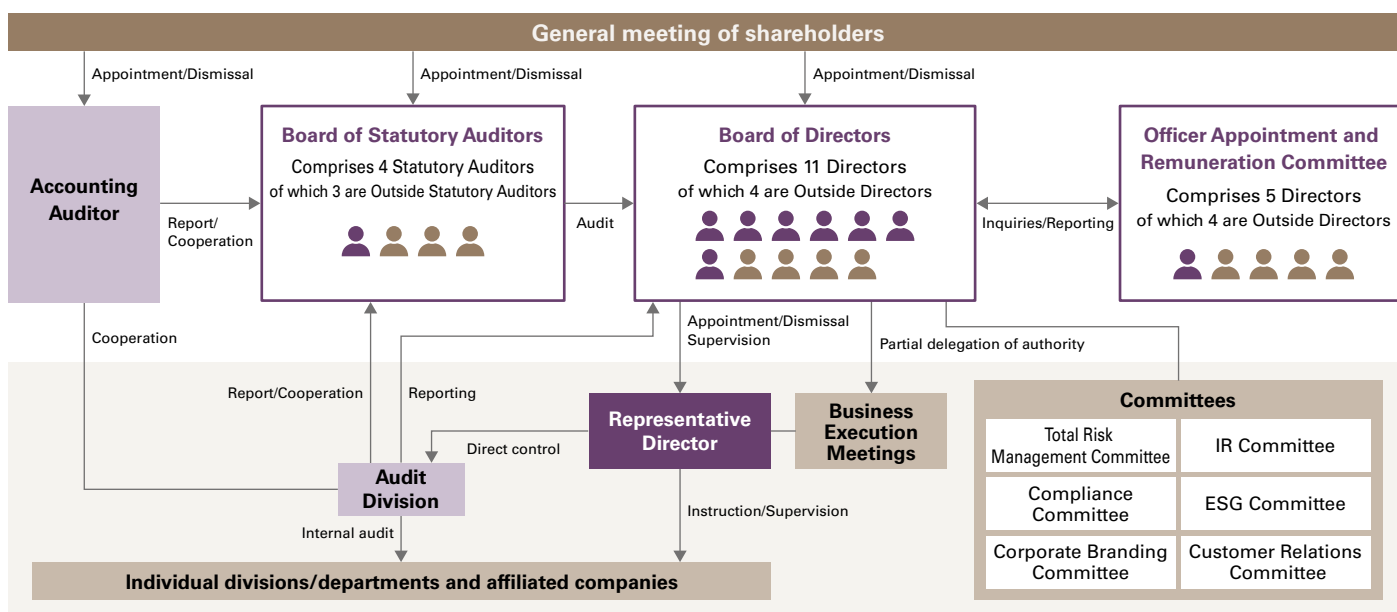 General meeting of shareholders
Appointment/Dismissal
Appointment/Dismissal
Appointment/Dismissal
Accounting
Auditor
Report/
Cooperation
Board of Statutory Auditors
Comprises 4 Statutory Auditors
of which 3 are Outside Statutory Auditors
Audit
Board of Directors
Comprises 11 Directors
of which 4 are Outside Directors
Inquiries/Reporting
Officer Appointment and
Remuneration Committee
Comprises 5 Directors
of which 4 are Outside Directors
Cooperation
Report/Cooperation
Reporting
Appointment/Dismissal
Supervision
Partial delegation of authority
Direct control
Representative
Director
Business
Execution
Meetings
Audit
Division
Internal audit
Instruction/Supervision
Individual divisions/departments and affiliated companies
Committees
Total Risk
Management Committee
IR Committee
Compliance
Committee
ESG Committee
Corporate Branding
Committee
Customer Relations
Committee